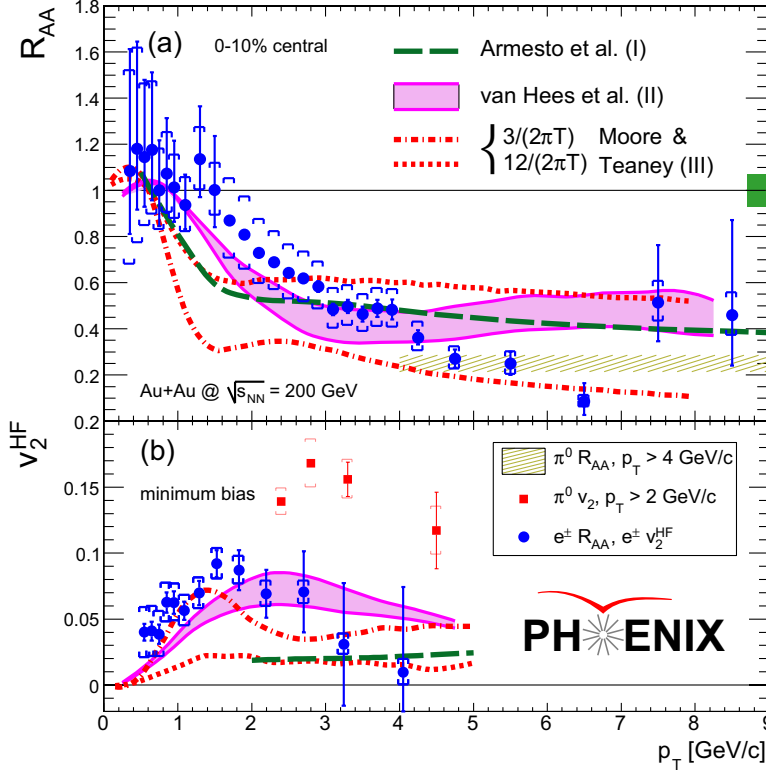 R_AA
1.8
1.6
1.4
1.2
1
0.8
0.6
0.4
0.2
(a)
0-10% central
Armesto et al. (I)
van Hees et al. (II)
3/(2πT) Moore &
12/(2πT) Teaney (III)
Au+Au @ √s_NN = 200 GeV
v_2^HF
0.2
0.15
0.1
0.05
0
(b)
minimum bias
π⁰ R_AA, p_T > 4 GeV/c
π⁰ v_2, p_T > 2 GeV/c
e± R_AA, e± v_2^HF
PHENIX
0 1 2 3 4 5 6 7 8 9
p_T [GeV/c]